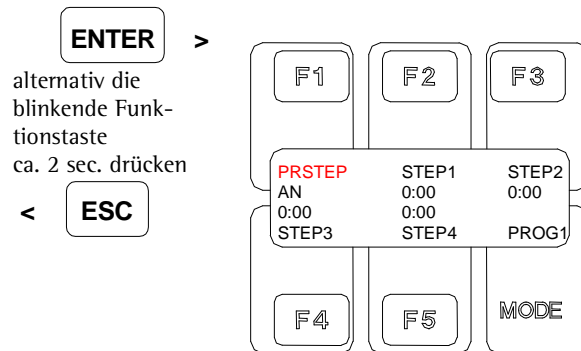 ENTER >
alternativ die
blinkende Funk-
tionstaste
ca. 2 sec. drücken
< ESC
F1 F2 F3
PRSTEP STEP1 STEP2
AN 0:00 0:00
0:00 0:00
STEP3 STEP4 PROG1
F4 F5 MODE